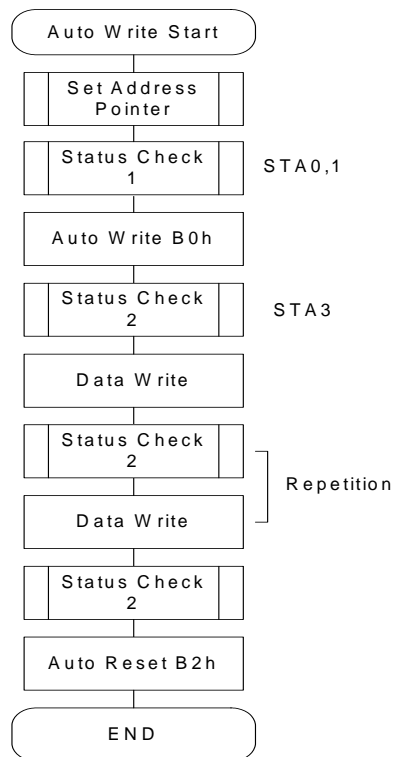 Auto Write Start
Set Address
Pointer
Status Check
1
STA0,1
Auto Write B0h
Status Check
2
STA3
Data Write
Status Check
2
Repetition
Data Write
Status Check
2
Auto Reset B2h
END